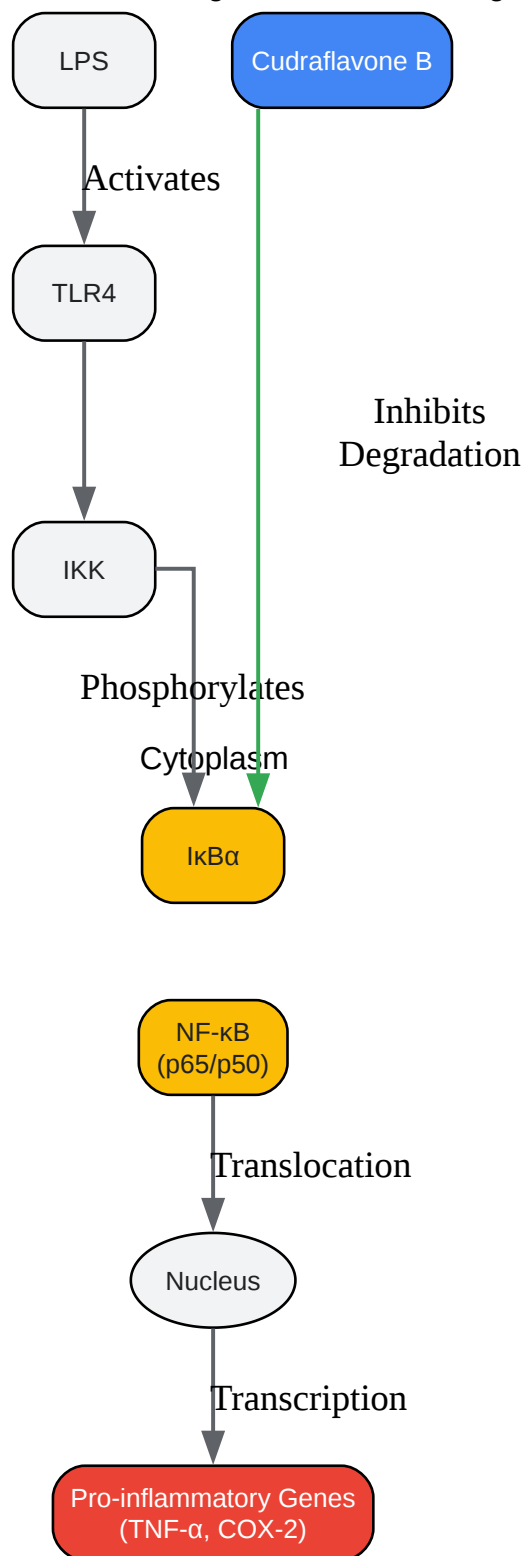 LPS
Cudraflavone B
Activates
TLR4
Inhibits
Degradation
IKK
Phosphorylates
Cytoplasm
IκBα
NF-κB
(p65/p50)
Translocation
Nucleus
Transcription
Pro-inflammatory Genes
(TNF-α, COX-2)